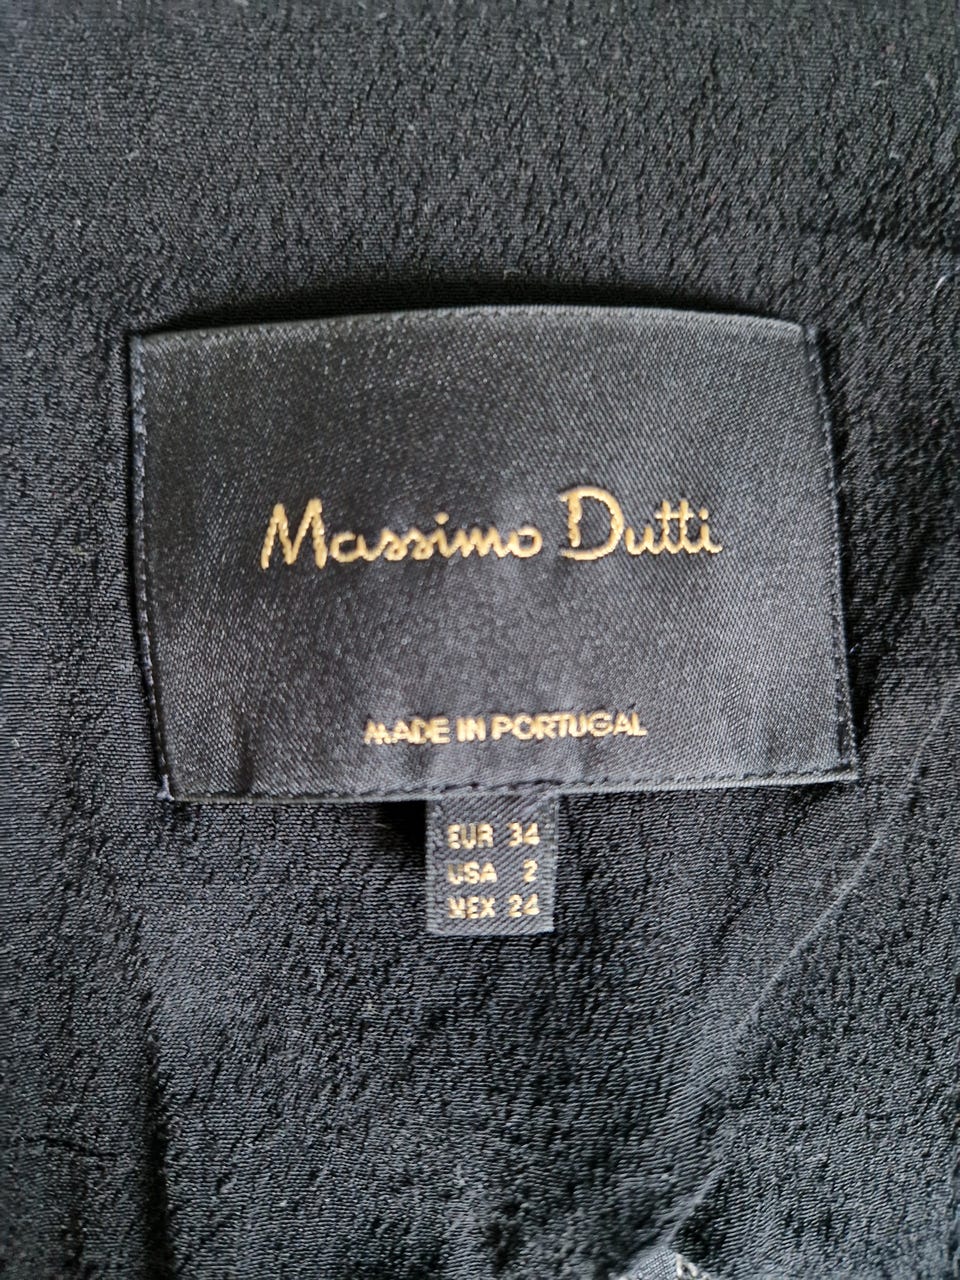 Massimo Dutti
MADE IN PORTUGAL
EUR 34
USA 2
MEX 24